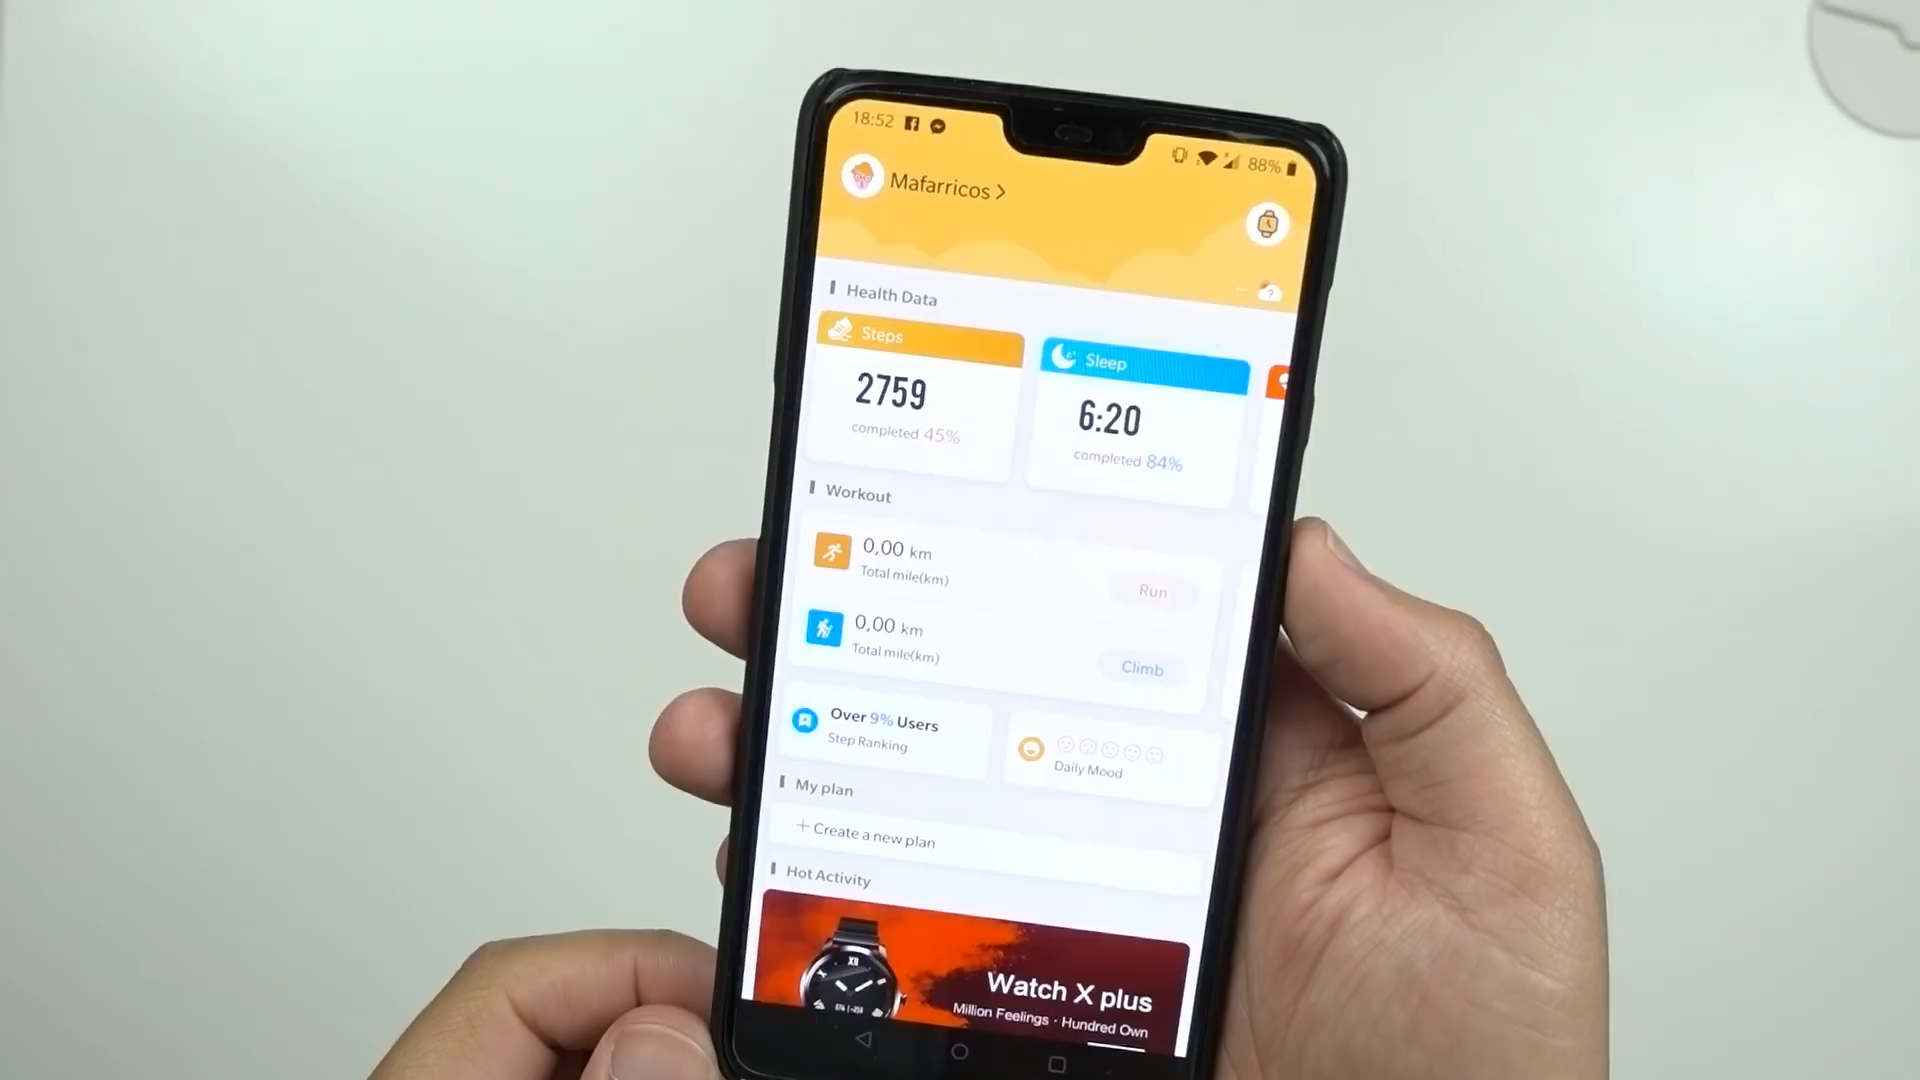 18:52
88%
Mafarricos >
Health Data
Steps
2759
completed 45%
Sleep
6:20
completed 84%
Workout
0,00 km
Total mile(km)
Run
0,00 km
Total mile(km)
Climb
Over 9% Users
Step Ranking
Daily Mood
My plan
+ Create a new plan
Hot Activity
XII
Watch X plus
Million Feelings · Hundred Own